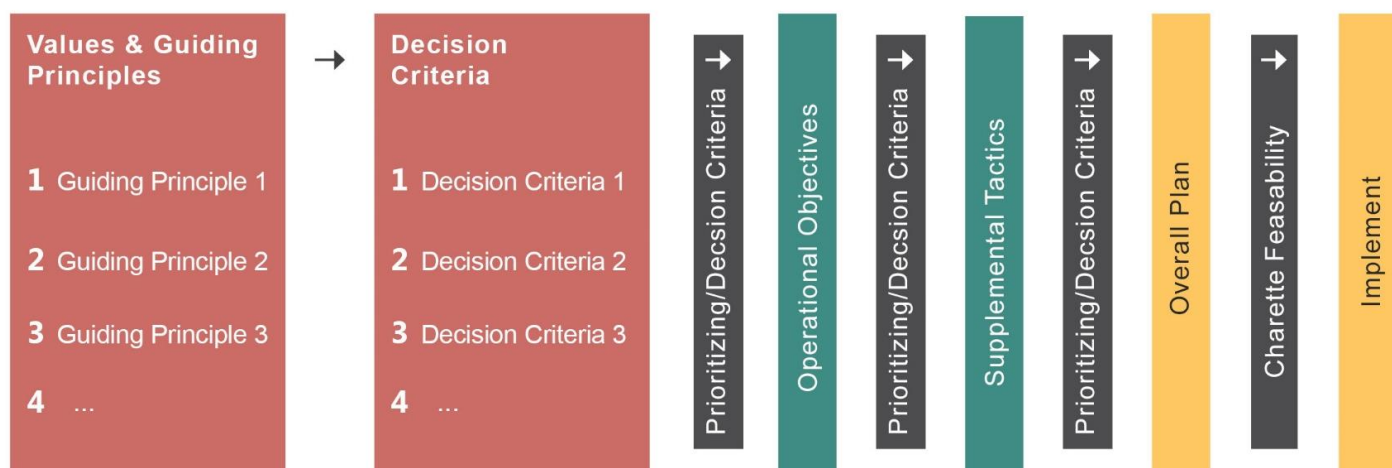 Values & Guiding
Principles
1 Guiding Principle 1
2 Guiding Principle 2
3 Guiding Principle 3
4 ...
→
Decision
Criteria
1 Decision Criteria 1
2 Decision Criteria 2
3 Decision Criteria 3
4 ...
Prioritizing/Decsion Criteria →
Operational Objectives
Prioritizing/Decsion Criteria →
Supplemental Tactics
Prioritizing/Decsion Criteria →
Overall Plan
Charette Feasability →
Implement